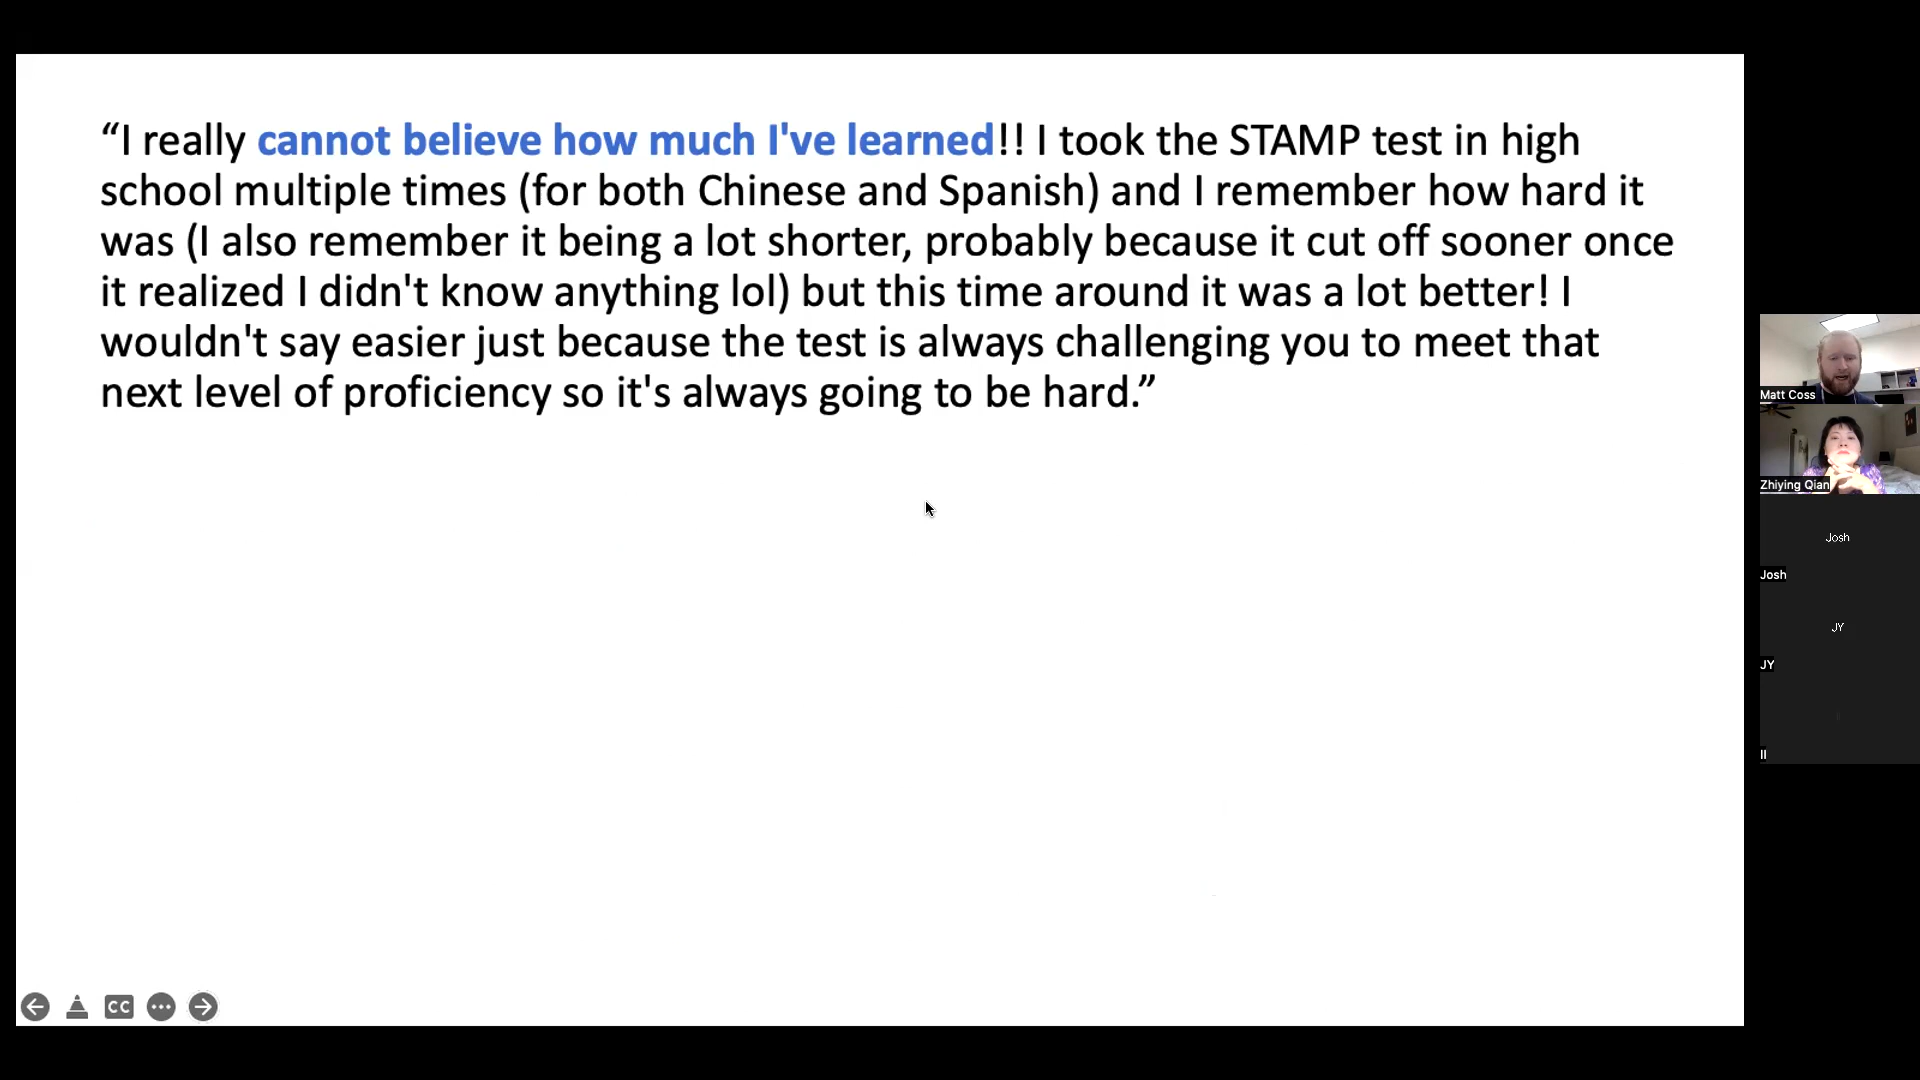 “I really cannot believe how much I've learned!! I took the STAMP test in high
school multiple times (for both Chinese and Spanish) and I remember how hard it
was (I also remember it being a lot shorter, probably because it cut off sooner once
it realized I didn't know anything lol) but this time around it was a lot better! I
wouldn't say easier just because the test is always challenging you to meet that
next level of proficiency so it's always going to be hard.”
Matt Coss
Zhiying Qian
Josh
Josh
JY
JY
II
CC